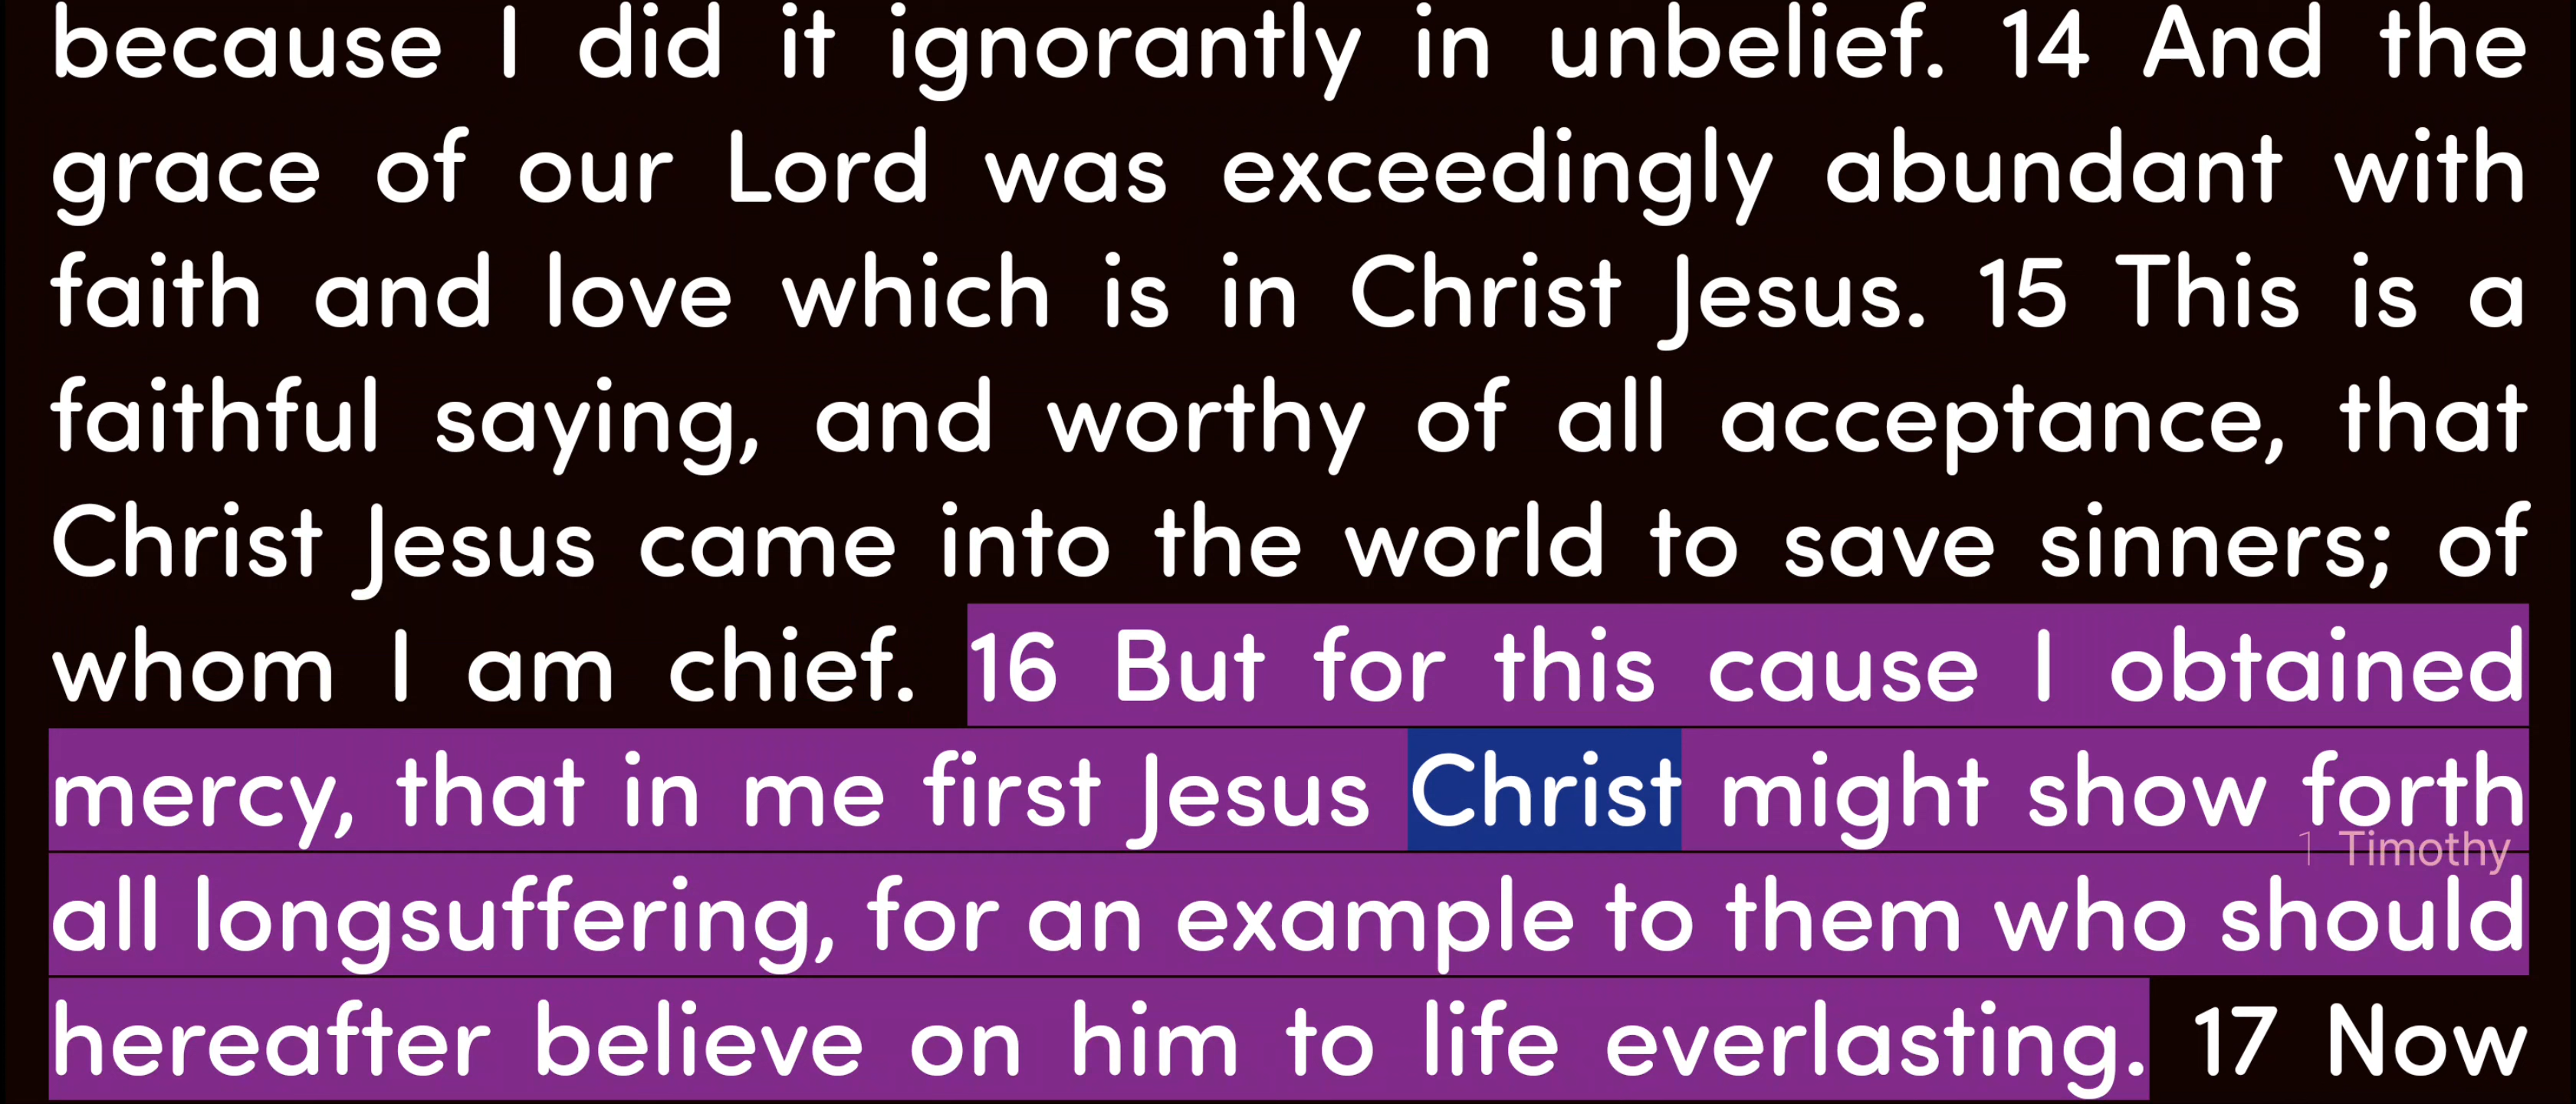 because I did it ignorantly in unbelief. 14 And the
grace of our Lord was exceedingly abundant with
faith and love which is in Christ Jesus. 15 This is a
faithful saying, and worthy of all acceptance, that
Christ Jesus came into the world to save sinners; of
whom I am chief. 16 But for this cause I obtained
mercy, that in me first Jesus Christ might show forth
1 Timothy
all longsuffering, for an example to them who should
hereafter believe on him to life everlasting. 17 Now